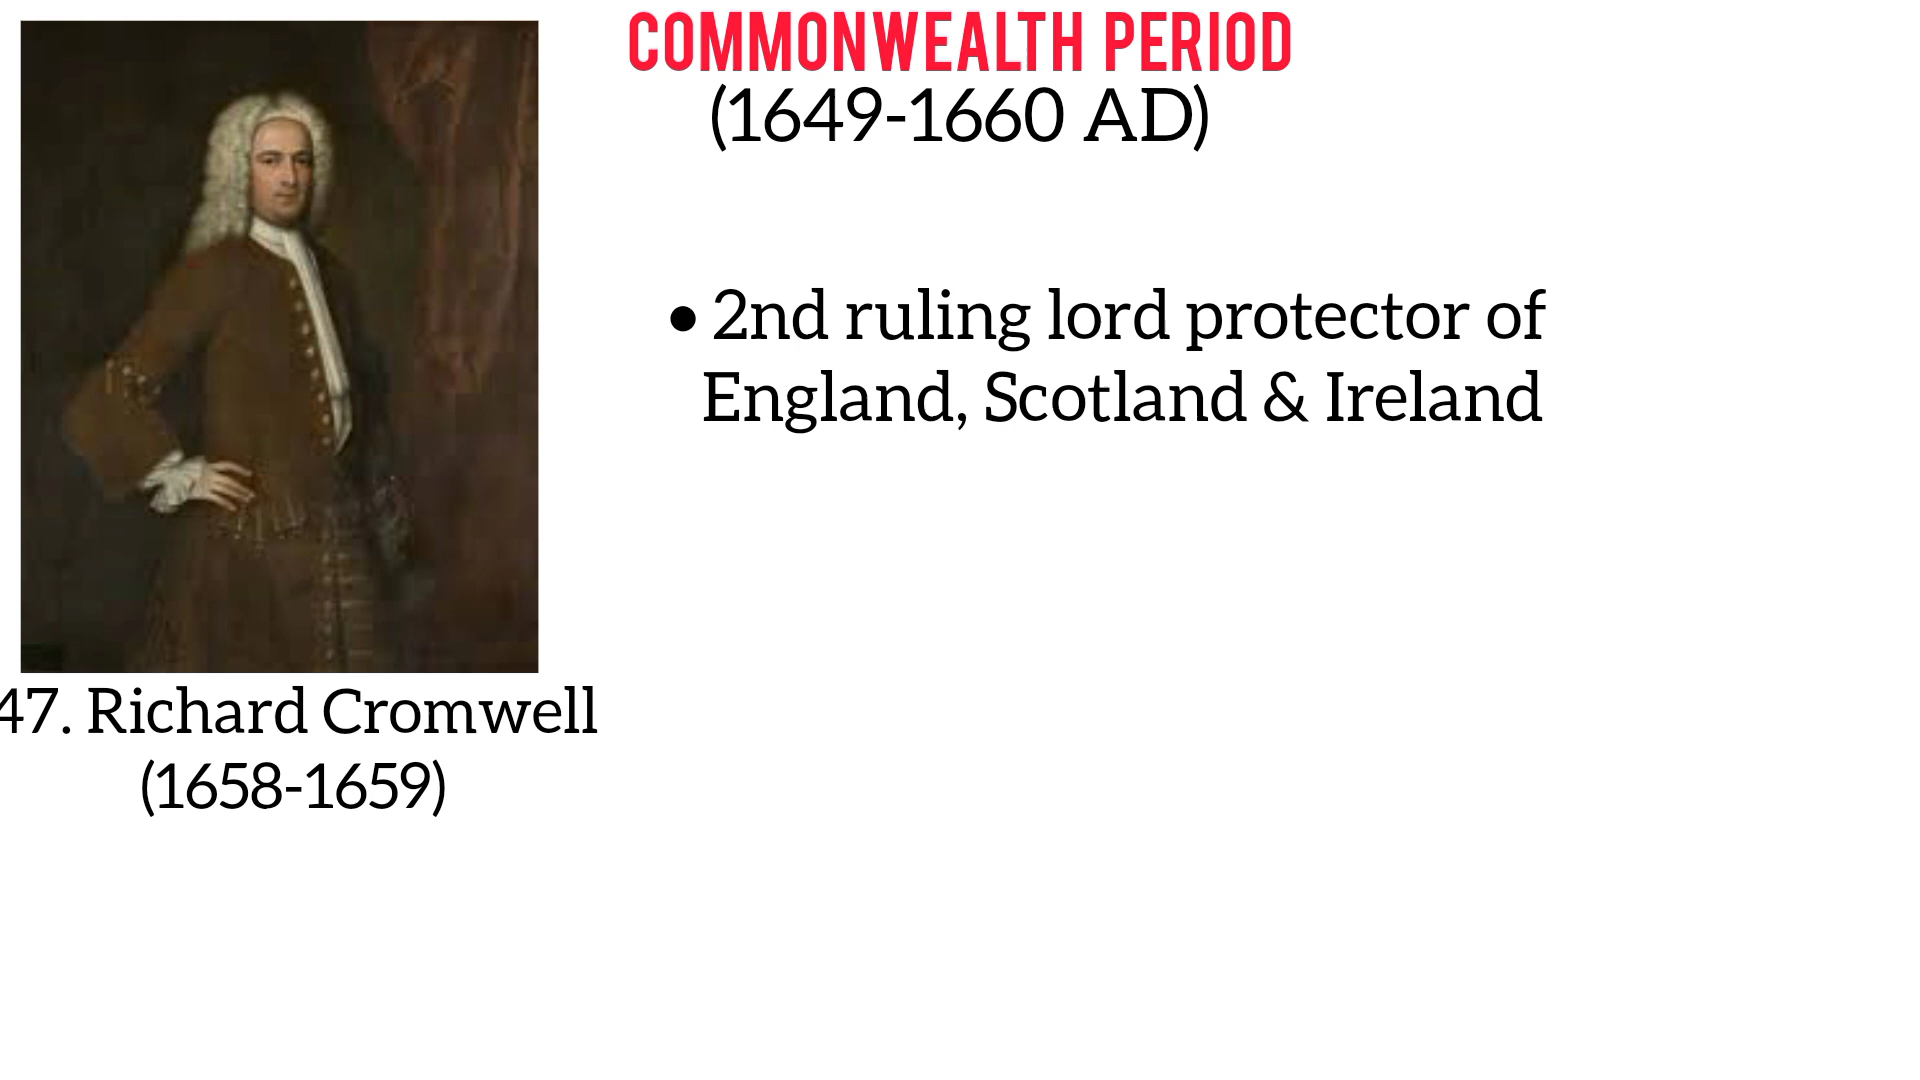 COMMONWEALTH PERIOD
(1649-1660 AD)
• 2nd ruling lord protector of
England, Scotland & Ireland
47. Richard Cromwell
(1658-1659)